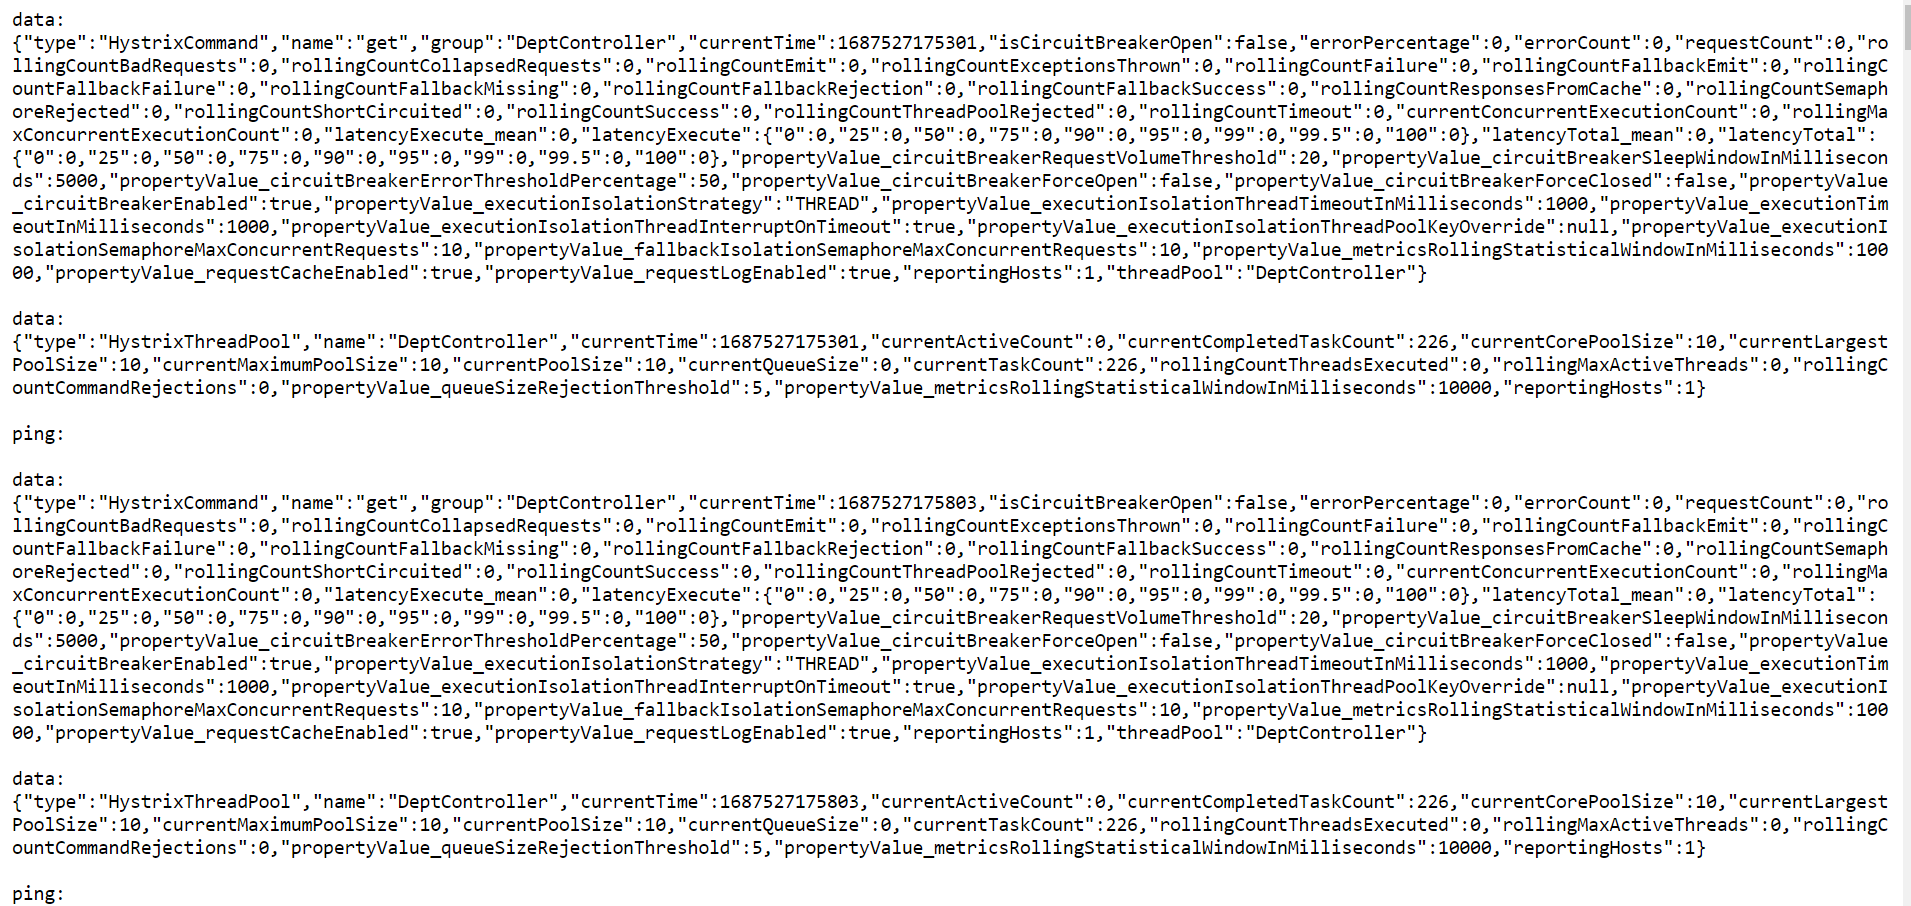 data:
{"type":"HystrixCommand","name":"get","group":"DeptController","currentTime":1687527175301,"isCircuitBreakerOpen":false,"errorPercentage":0,"errorCount":0,"requestCount":0,"ro
llingCountBadRequests":0,"rollingCountCollapsedRequests":0,"rollingCountEmit":0,"rollingCountExceptionsThrown":0,"rollingCountFailure":0,"rollingCountFallbackEmit":0,"rollingC
ountFallbackFailure":0,"rollingCountFallbackMissing":0,"rollingCountFallbackRejection":0,"rollingCountFallbackSuccess":0,"rollingCountResponsesFromCache":0,"rollingCountSemaph
oreRejected":0,"rollingCountShortCircuited":0,"rollingCountSuccess":0,"rollingCountThreadPoolRejected":0,"rollingCountTimeout":0,"currentConcurrentExecutionCount":0,"rollingMa
xConcurrentExecutionCount":0,"latencyExecute_mean":0,"latencyExecute":{"0":0,"25":0,"50":0,"75":0,"90":0,"95":0,"99":0,"99.5":0,"100":0},"latencyTotal_mean":0,"latencyTotal":
{"0":0,"25":0,"50":0,"75":0,"90":0,"95":0,"99":0,"99.5":0,"100":0},"propertyValue_circuitBreakerRequestVolumeThreshold":20,"propertyValue_circuitBreakerSleepWindowInMillisecon
ds":5000,"propertyValue_circuitBreakerErrorThresholdPercentage":50,"propertyValue_circuitBreakerForceOpen":false,"propertyValue_circuitBreakerForceClosed":false,"propertyValue
_circuitBreakerEnabled":true,"propertyValue_executionIsolationStrategy":"THREAD","propertyValue_executionIsolationThreadTimeoutInMilliseconds":1000,"propertyValue_executionTim
eoutInMilliseconds":1000,"propertyValue_executionIsolationThreadInterruptOnTimeout":true,"propertyValue_executionIsolationThreadPoolKeyOverride":null,"propertyValue_executionI
solationSemaphoreMaxConcurrentRequests":10,"propertyValue_fallbackIsolationSemaphoreMaxConcurrentRequests":10,"propertyValue_metricsRollingStatisticalWindowInMilliseconds":100
00,"propertyValue_requestCacheEnabled":true,"propertyValue_requestLogEnabled":true,"reportingHosts":1,"threadPool":"DeptController"}
data:
{"type":"HystrixThreadPool","name":"DeptController","currentTime":1687527175301,"currentActiveCount":0,"currentCompletedTaskCount":226,"currentCorePoolSize":10,"currentLargest
PoolSize":10,"currentMaximumPoolSize":10,"currentPoolSize":10,"currentQueueSize":0,"currentTaskCount":226,"rollingCountThreadsExecuted":0,"rollingMaxActiveThreads":0,"rollingC
ountCommandRejections":0,"propertyValue_queueSizeRejectionThreshold":5,"propertyValue_metricsRollingStatisticalWindowInMilliseconds":10000,"reportingHosts":1}
ping:
data:
{"type":"HystrixCommand","name":"get","group":"DeptController","currentTime":1687527175803,"isCircuitBreakerOpen":false,"errorPercentage":0,"errorCount":0,"requestCount":0,"ro
llingCountBadRequests":0,"rollingCountCollapsedRequests":0,"rollingCountEmit":0,"rollingCountExceptionsThrown":0,"rollingCountFailure":0,"rollingCountFallbackEmit":0,"rollingC
ountFallbackFailure":0,"rollingCountFallbackMissing":0,"rollingCountFallbackRejection":0,"rollingCountFallbackSuccess":0,"rollingCountResponsesFromCache":0,"rollingCountSemaph
oreRejected":0,"rollingCountShortCircuited":0,"rollingCountSuccess":0,"rollingCountThreadPoolRejected":0,"rollingCountTimeout":0,"currentConcurrentExecutionCount":0,"rollingMa
xConcurrentExecutionCount":0,"latencyExecute_mean":0,"latencyExecute":{"0":0,"25":0,"50":0,"75":0,"90":0,"95":0,"99":0,"99.5":0,"100":0},"latencyTotal_mean":0,"latencyTotal":
{"0":0,"25":0,"50":0,"75":0,"90":0,"95":0,"99":0,"99.5":0,"100":0},"propertyValue_circuitBreakerRequestVolumeThreshold":20,"propertyValue_circuitBreakerSleepWindowInMillisecon
ds":5000,"propertyValue_circuitBreakerErrorThresholdPercentage":50,"propertyValue_circuitBreakerForceOpen":false,"propertyValue_circuitBreakerForceClosed":false,"propertyValue
_circuitBreakerEnabled":true,"propertyValue_executionIsolationStrategy":"THREAD","propertyValue_executionIsolationThreadTimeoutInMilliseconds":1000,"propertyValue_executionTim
eoutInMilliseconds":1000,"propertyValue_executionIsolationThreadInterruptOnTimeout":true,"propertyValue_executionIsolationThreadPoolKeyOverride":null,"propertyValue_executionI
solationSemaphoreMaxConcurrentRequests":10,"propertyValue_fallbackIsolationSemaphoreMaxConcurrentRequests":10,"propertyValue_metricsRollingStatisticalWindowInMilliseconds":100
00,"propertyValue_requestCacheEnabled":true,"propertyValue_requestLogEnabled":true,"reportingHosts":1,"threadPool":"DeptController"}
data:
{"type":"HystrixThreadPool","name":"DeptController","currentTime":1687527175803,"currentActiveCount":0,"currentCompletedTaskCount":226,"currentCorePoolSize":10,"currentLargest
PoolSize":10,"currentMaximumPoolSize":10,"currentPoolSize":10,"currentQueueSize":0,"currentTaskCount":226,"rollingCountThreadsExecuted":0,"rollingMaxActiveThreads":0,"rollingC
ountCommandRejections":0,"propertyValue_queueSizeRejectionThreshold":5,"propertyValue_metricsRollingStatisticalWindowInMilliseconds":10000,"reportingHosts":1}
ping: